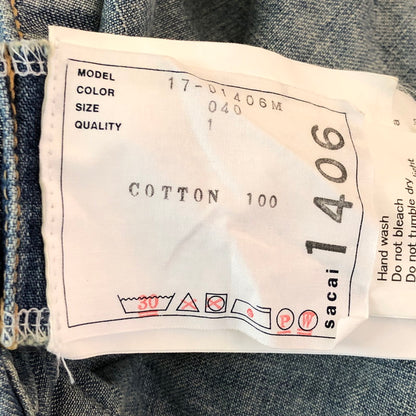 MODEL 17-01406M
COLOR 040
SIZE 1
QUALITY
COTTON 100
30
P W
sacai 1406
Hand wash
Do not bleach
Do not tumble dry